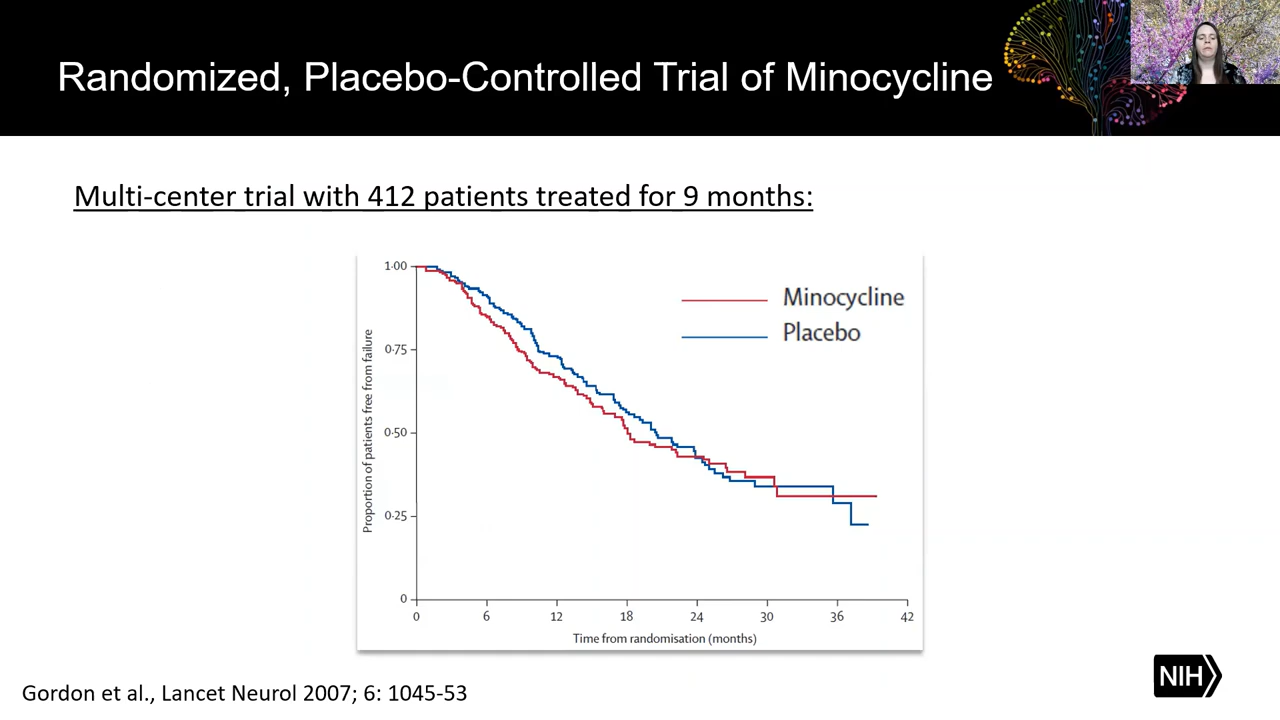 Randomized, Placebo-Controlled Trial of Minocycline
Multi-center trial with 412 patients treated for 9 months:
Minocycline
Placebo
Proportion of patients free from failure
1·00
0·75
0·50
0·25
0
0 6 12 18 24 30 36 42
Time from randomisation (months)
Gordon et al., Lancet Neurol 2007; 6: 1045-53
NIH